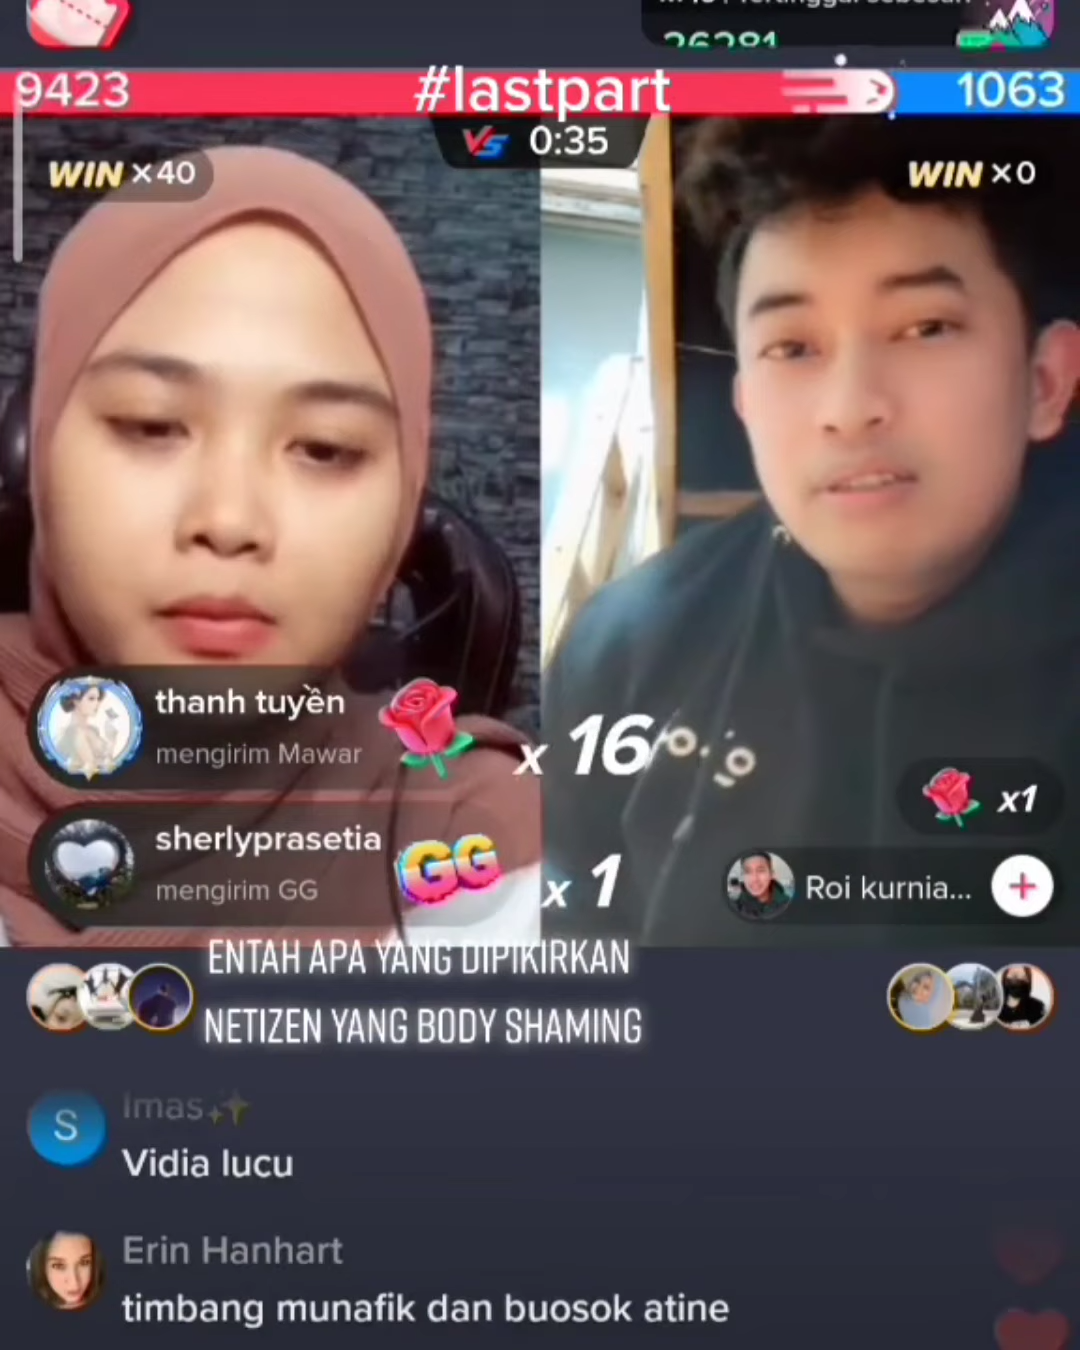 26281
9423
#lastpart
1063
VS 0:35
WIN ×40
WIN ×0
thanh tuyền
mengirim Mawar
x 16
x1
sherlyprasetia
mengirim GG
GG
x 1
Roi kurnia...
ENTAH APA YANG DIPIKIRKAN
NETIZEN YANG BODY SHAMING
S
Imas
Vidia lucu
Erin Hanhart
timbang munafik dan buosok atine